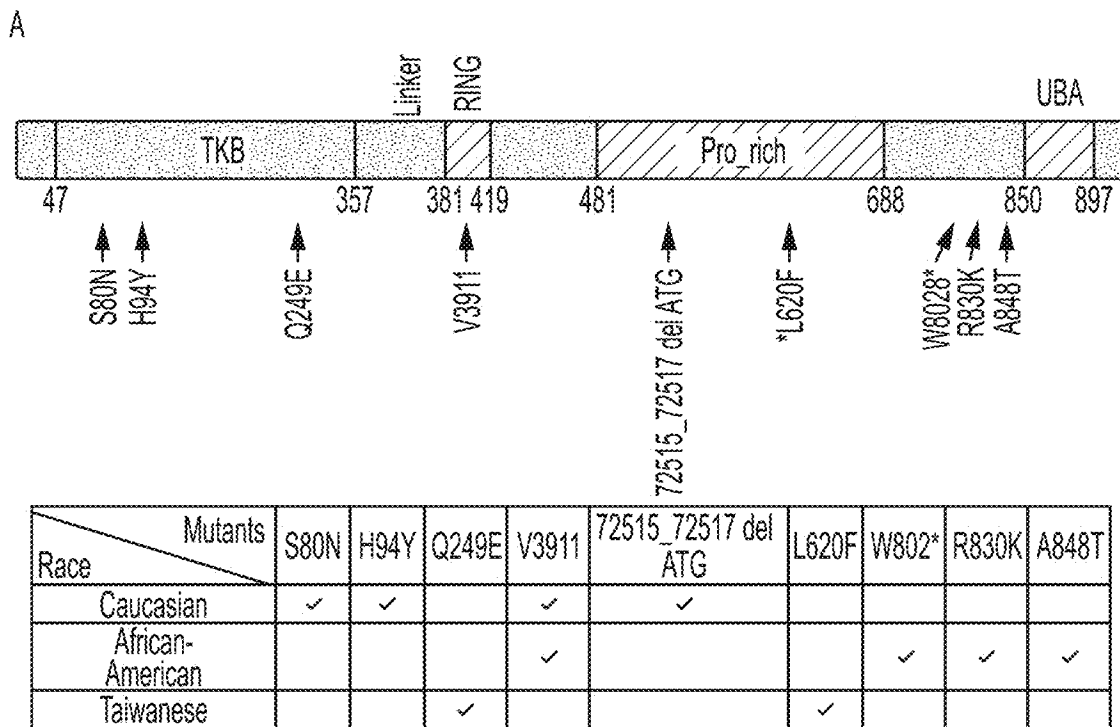 A
Linker
RING
UBA
TKB
Pro_rich
47 357 381 419 481 688 850 897
S80N
H94Y
Q249E
V3911
72515_72517 del ATG
*L620F
W8028*
R830K
A848T
Mutants
Race
S80N H94Y Q249E V3911 72515_72517 del ATG L620F W802* R830K A848T
Caucasian ✓ ✓ ✓ ✓
African-
American ✓ ✓ ✓ ✓
Taiwanese ✓ ✓